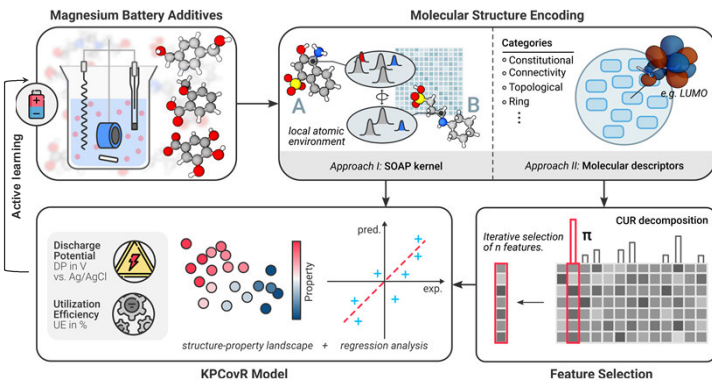 Magnesium Battery Additives
Molecular Structure Encoding
Active learning
A
B
local atomic
environment
Approach I: SOAP kernel
Categories
Constitutional
Connectivity
Topological
Ring
e.g. LUMO
Approach II: Molecular descriptors
Discharge
Potential
DP in V
vs. Ag/AgCl
Utilization
Efficiency
UE in %
Property
pred.
exp.
structure-property landscape + regression analysis
KPCovR Model
CUR decomposition
Iterative selection
of n features.
π
Feature Selection